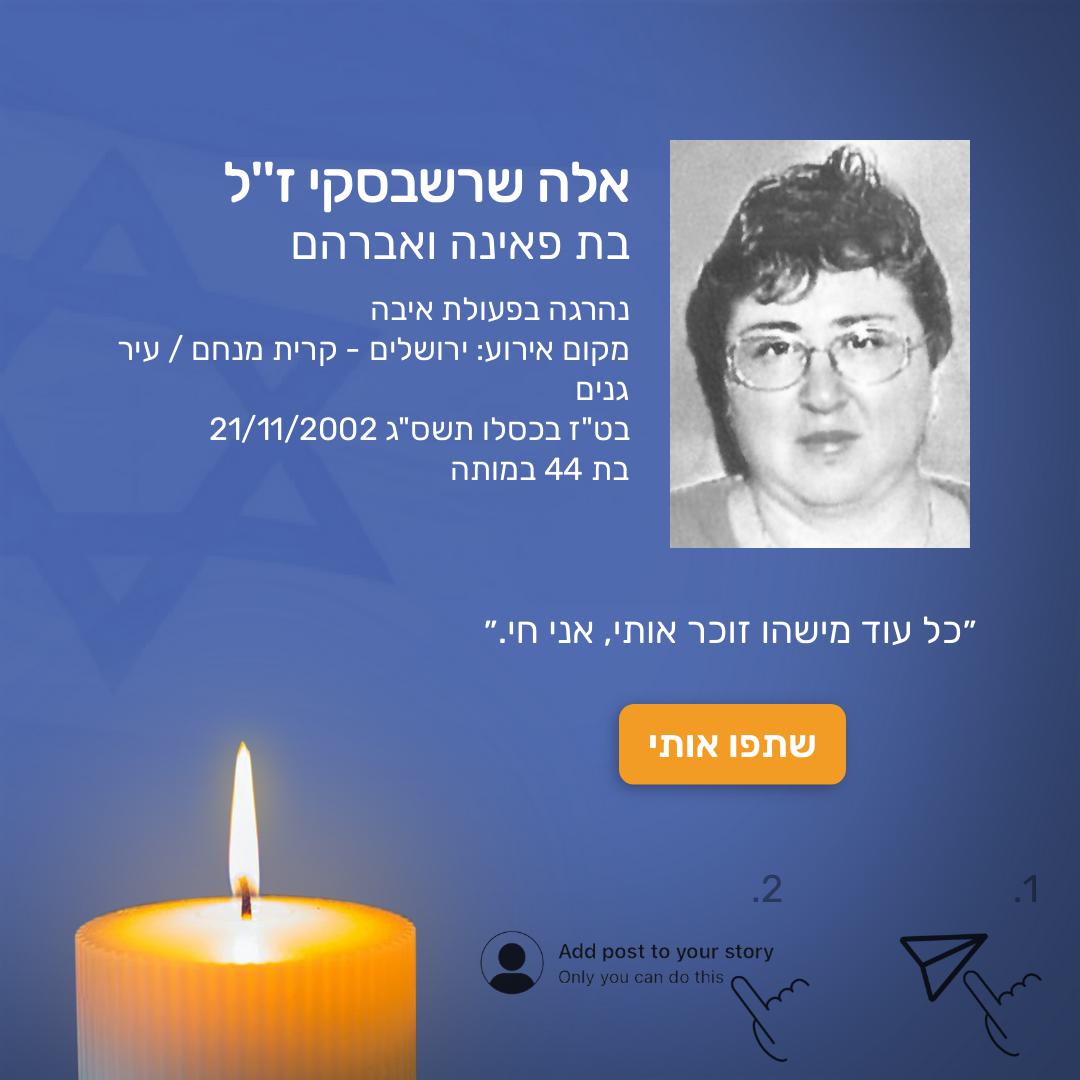 אלה שרשבסקי ז"ל
בת פאינה ואברהם
נהרגה בפעולת איבה
מקום אירוע: ירושלים - קרית מנחם / עיר
גנים
בט"ז בכסלו תשס"ג 21/11/2002
בת 44 במותה
״כל עוד מישהו זוכר אותי, אני חי.״
שתפו אותי
1.
2.
Add post to your story
Only you can do this